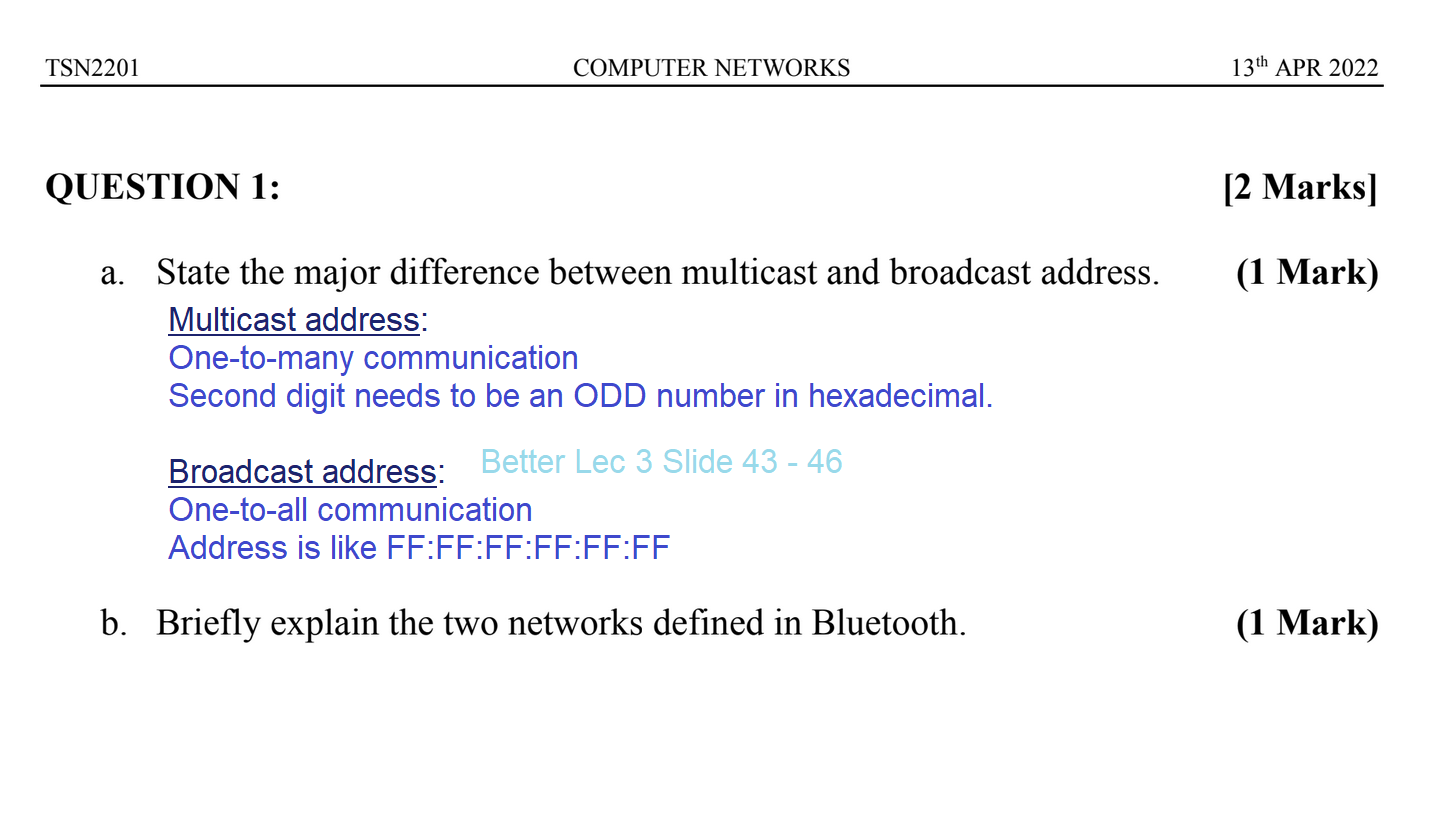 TSN2201 COMPUTER NETWORKS 13th APR 2022
QUESTION 1: [2 Marks]
a. State the major difference between multicast and broadcast address. (1 Mark)
Multicast address:
One-to-many communication
Second digit needs to be an ODD number in hexadecimal.
Broadcast address: Better Lec 3 Slide 43 - 46
One-to-all communication
Address is like FF:FF:FF:FF:FF:FF
b. Briefly explain the two networks defined in Bluetooth. (1 Mark)